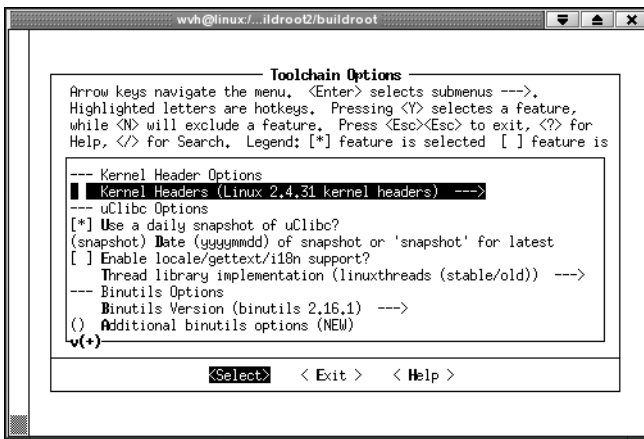 wvh@linux:/...ildroot2/buildroot
Toolchain Options
Arrow keys navigate the menu. <Enter> selects submenus --->.
Highlighted letters are hotkeys. Pressing <Y> selectes a feature,
while <N> will exclude a feature. Press <Esc><Esc> to exit, <?> for
Help, </> for Search. Legend: [*] feature is selected [ ] feature is
--- Kernel Header Options
Kernel Headers (Linux 2.4.31 kernel headers) --->
--- uClibc Options
[*] Use a daily snapshot of uClibc?
(snapshot) Date (yyyymmdd) of snapshot or 'snapshot' for latest
[ ] Enable locale/gettext/i18n support?
Thread library implementation (linuxthreads (stable/old)) --->
--- Binutils Options
Binutils Version (binutils 2.16.1) --->
() Additional binutils options (NEW)
v(+)
<Select> < Exit > < Help >